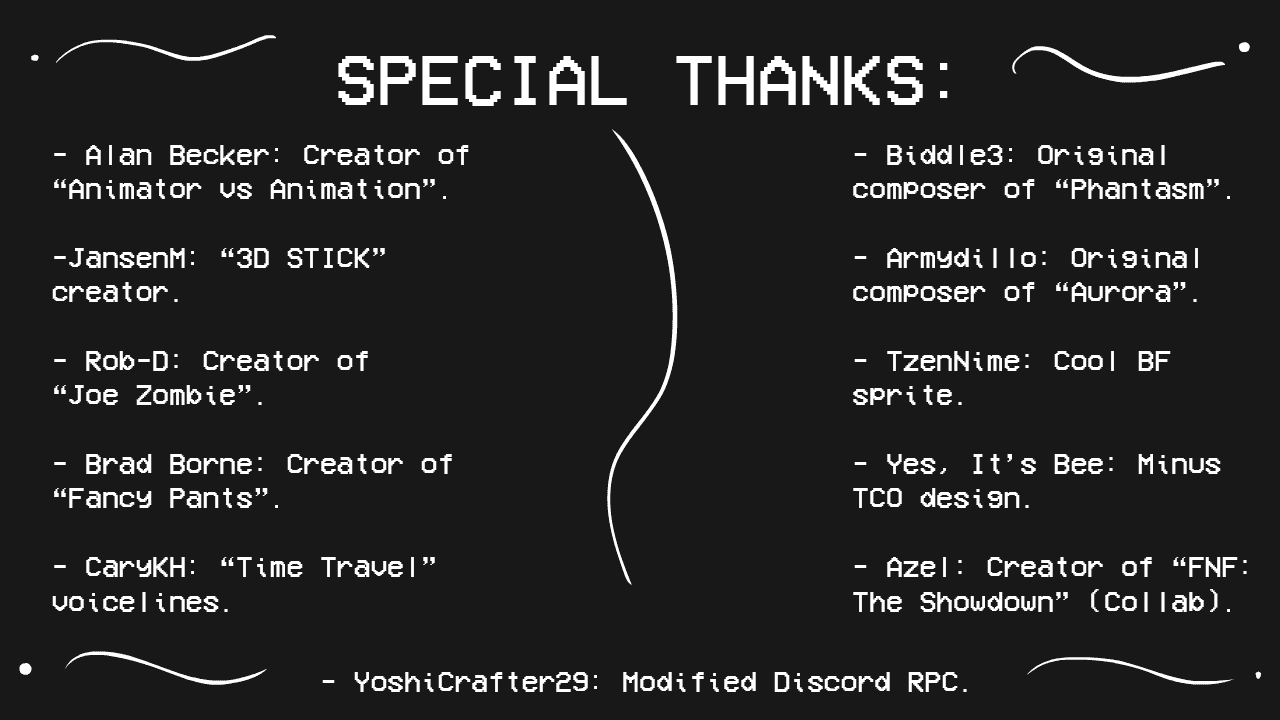 SPECIAL THANKS:
- Alan Becker: Creator of
“Animator vs Animation”.
-JansenM: “3D STICK”
creator.
- Rob-D: Creator of
“Joe Zombie”.
- Brad Borne: Creator of
“Fancy Pants”.
- CaryKH: “Time Travel”
voicelines.
- Biddle3: Original
composer of “Phantasm”.
- Armydillo: Original
composer of “Aurora”.
- TzenNime: Cool BF
sprite.
- Yes, It’s Bee: Minus
TCO design.
- Azel: Creator of “FNF:
The Showdown” (Collab).
- YoshiCrafter29: Modified Discord RPC.